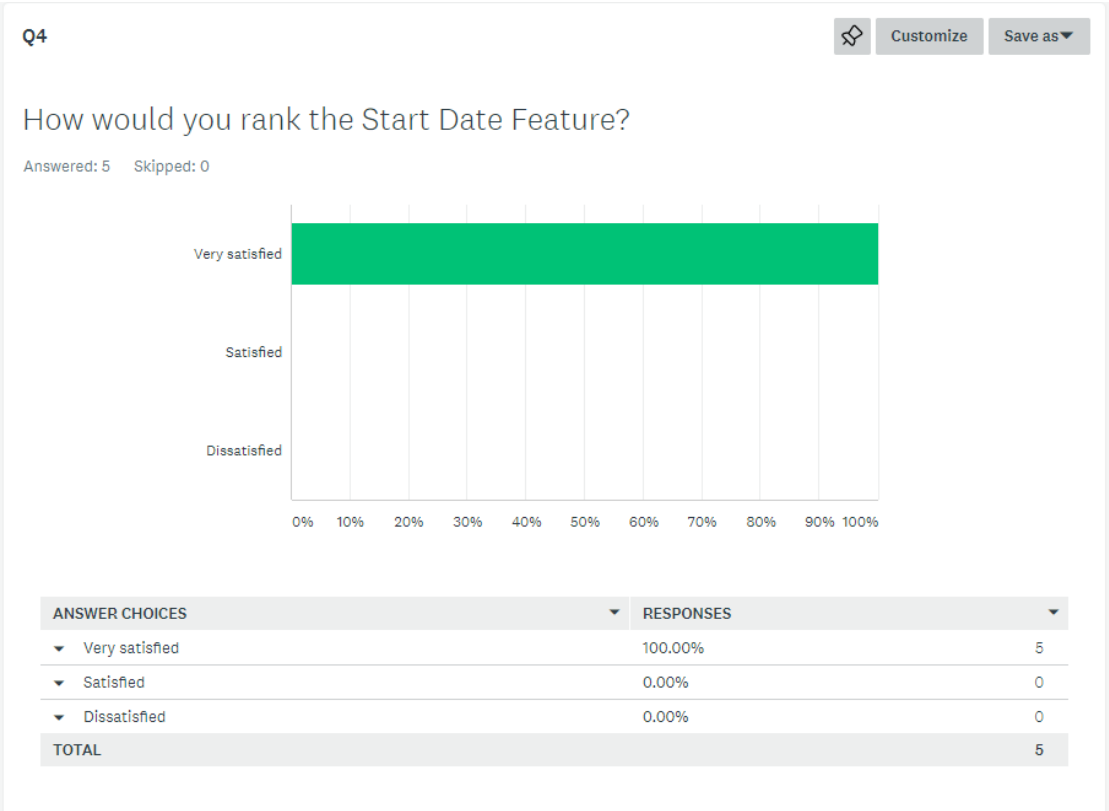 Q4
Customize
Save as
How would you rank the Start Date Feature?
Answered: 5 Skipped: 0
Very satisfied
Satisfied
Dissatisfied
0% 10% 20% 30% 40% 50% 60% 70% 80% 90% 100%
ANSWER CHOICES RESPONSES
Very satisfied 100.00% 5
Satisfied 0.00% 0
Dissatisfied 0.00% 0
TOTAL 5